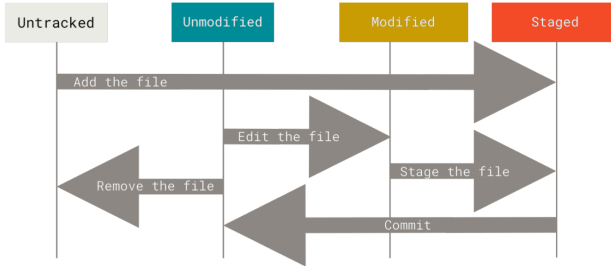 Untracked
Unmodified
Modified
Staged
Add the file
Edit the file
Stage the file
Remove the file
Commit